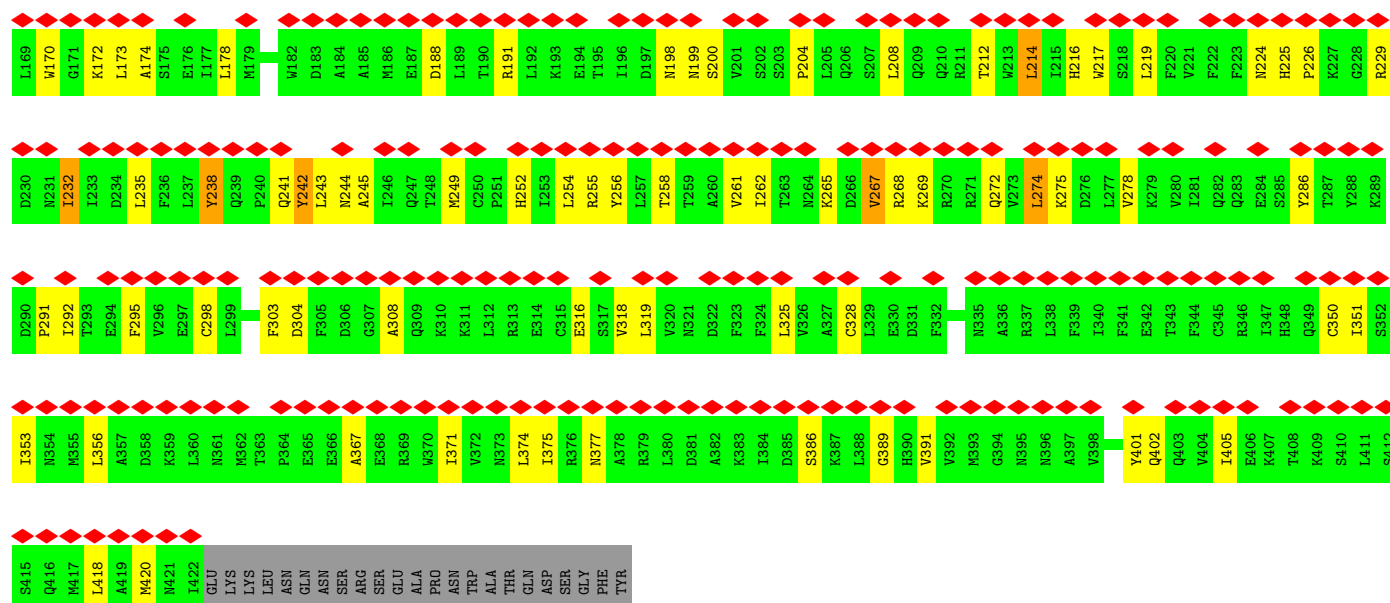 L169 W170 G171 K172 L173 A174 S175 E176 I177 L178 M179 W182 D183 A184 A185 M186 E187 D188 L189 T190 R191 L192 K193 E194 T195 I196 D197 N198 N199 S200 V201 S202 S203 P204 L205 Q206 S207 L208 Q209 Q210 R211 T212 W213 L214 I215 H216 W217 S218 L219 F220 V221 F222 F223 N224 H225 P226 K227 G228 R229
D230 N231 I232 I233 D234 L235 F236 L237 Y238 Q239 P240 Q241 Y242 L243 N244 A245 I246 Q247 T248 M249 C250 P251 H252 I253 L254 R255 Y256 L257 T258 T259 A260 V261 I262 T263 N264 K265 D266 V267 R268 K269 R270 R271 Q272 V273 L274 K275 D276 L277 V278 K279 V280 I281 Q282 Q283 E284 S285 Y286 T287 Y288 K289
D290 P291 I292 T293 E294 F295 V296 E297 C298 L299 F303 D304 F305 D306 G307 A308 Q309 K310 K311 L312 R313 E314 C315 E316 S317 V318 L319 V320 N321 D322 F323 F324 L325 V326 A327 C328 L329 E330 D331 F332 N335 A336 R337 L338 F339 I340 F341 E342 T343 F344 C345 R346 I347 H348 Q349 C350 I351 S352
I353 N354 M355 L356 A357 D358 K359 L360 N361 M362 T363 P364 E365 E366 A367 E368 R369 W370 I371 V372 N373 L374 I375 R376 N377 A378 R379 L380 D381 A382 K383 I384 D385 S386 K387 L388 G389 H390 V391 V392 M393 G394 N395 N396 A397 V398 Y401 Q402 Q403 V404 I405 E406 K407 T408 K409 S410 L411 S412
S415 Q416 M417 L418 A419 M420 N421 I422 GLU LYS LYS LEU ASN GLN ASN SER ARG SER GLU ALA PRO ASN TRP ALA THR GLN ASP SER GLY PHE TYR